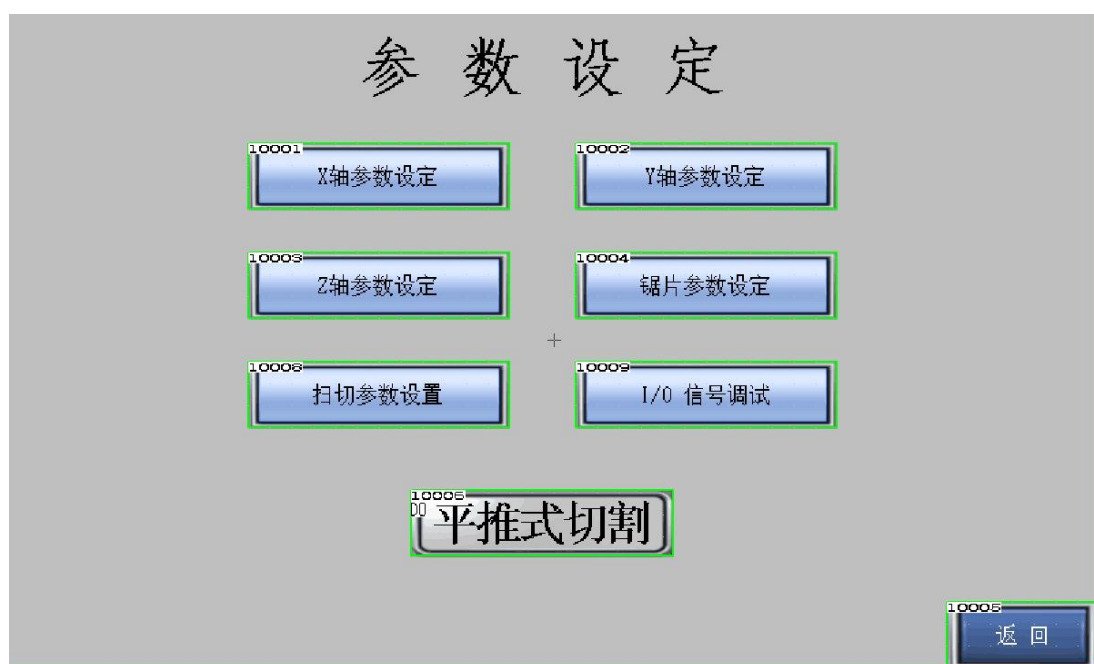 参 数 设 定
10001
X轴参数设定
10002
Y轴参数设定
10003
Z轴参数设定
10004
锯片参数设定
10008
扫切参数设置
10009
I/O 信号调试
10006
D0
平推式切割
10005
返 回